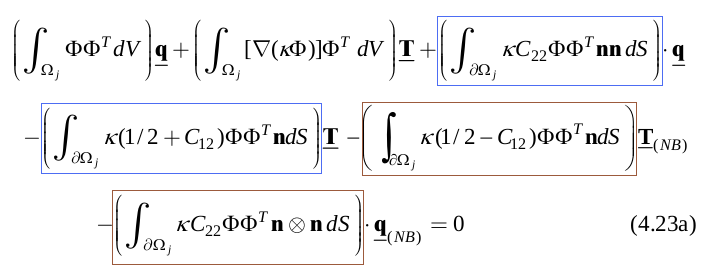 (∫_{Ω_j} ΦΦ^T dV) q + (∫_{Ω_j} [∇(κΦ)]Φ^T dV) T + (∫_{∂Ω_j} κC_{22}ΦΦ^T nn dS) · q
−(∫_{∂Ω_j} κ(1/2 + C_{12})ΦΦ^T n dS) T − (∫_{∂Ω_j} κ(1/2 − C_{12})ΦΦ^T n dS) T_{(NB)}
−(∫_{∂Ω_j} κC_{22}ΦΦ^T n ⊗ n dS) · q_{(NB)} = 0 (4.23a)